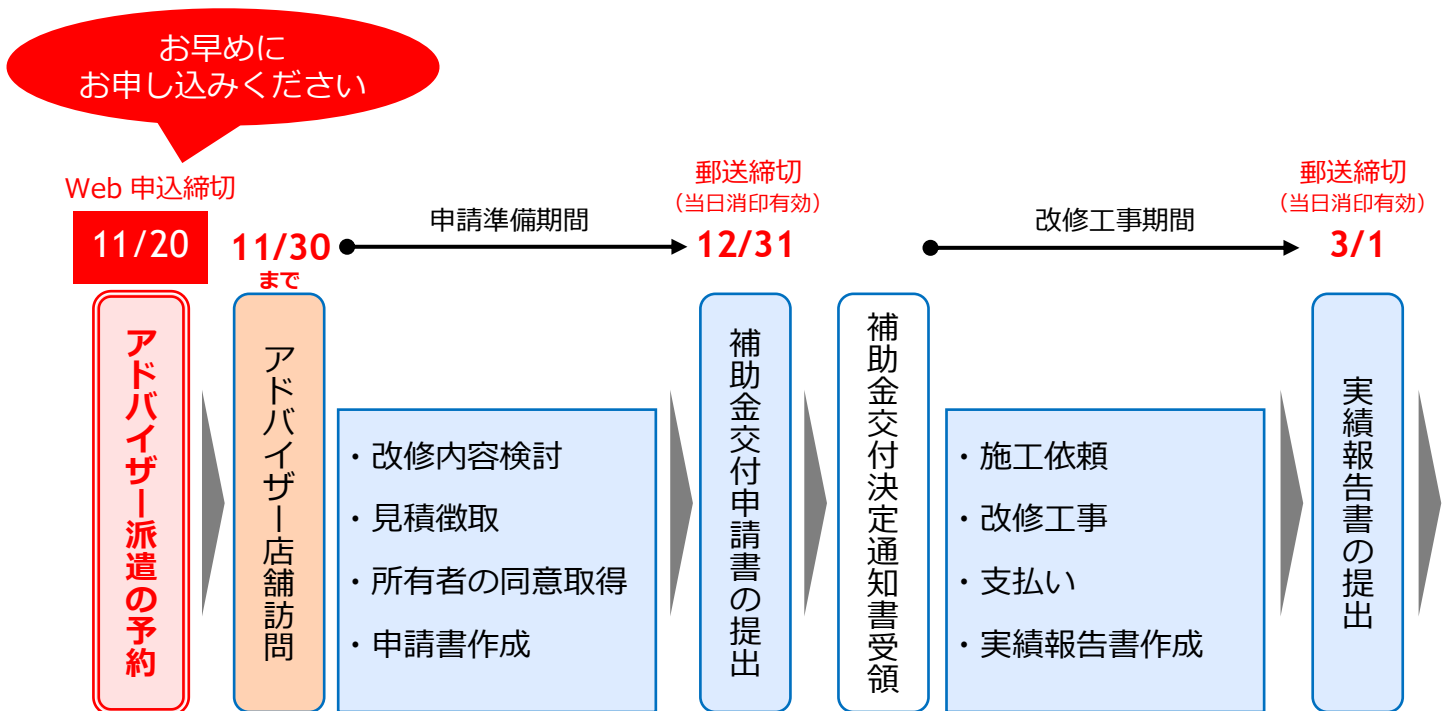 お早めに
お申し込みください
Web 申込締切
11/20
11/30
まで
申請準備期間
郵送締切
（当日消印有効）
12/31
改修工事期間
郵送締切
（当日消印有効）
3/1
アドバイザー派遣の予約
アドバイザー店舗訪問
・改修内容検討
・見積徴取
・所有者の同意取得
・申請書作成
補助金交付申請書の提出
補助金交付決定通知書受領
・施工依頼
・改修工事
・支払い
・実績報告書作成
実績報告書の提出